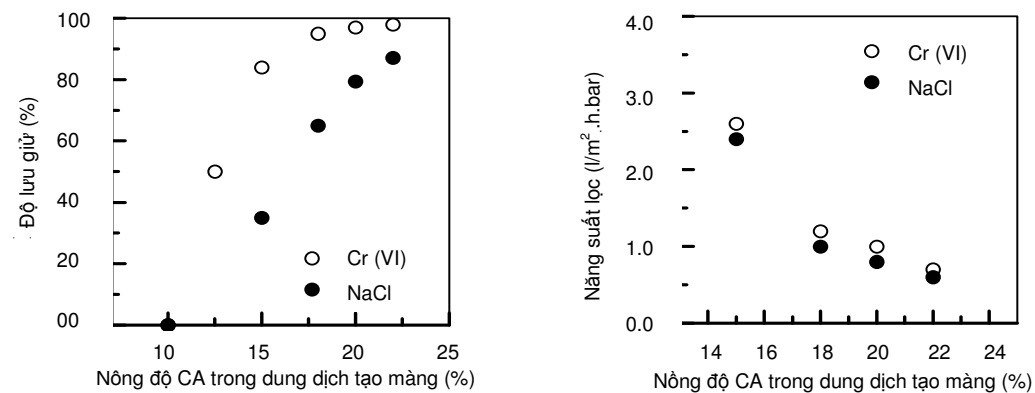 100
80
60
40
20
00
Độ lưu giữ (%)
Cr (VI)
NaCl
10 15 20 25
Nông độ CA trong dung dịch tạo màng (%)
4.0
3.0
2.0
1.0
0.0
Năng suất lọc (l/m².h.bar)
Cr (VI)
NaCl
14 16 18 20 22 24
Nồng độ CA trong dung dịch tạo màng (%)